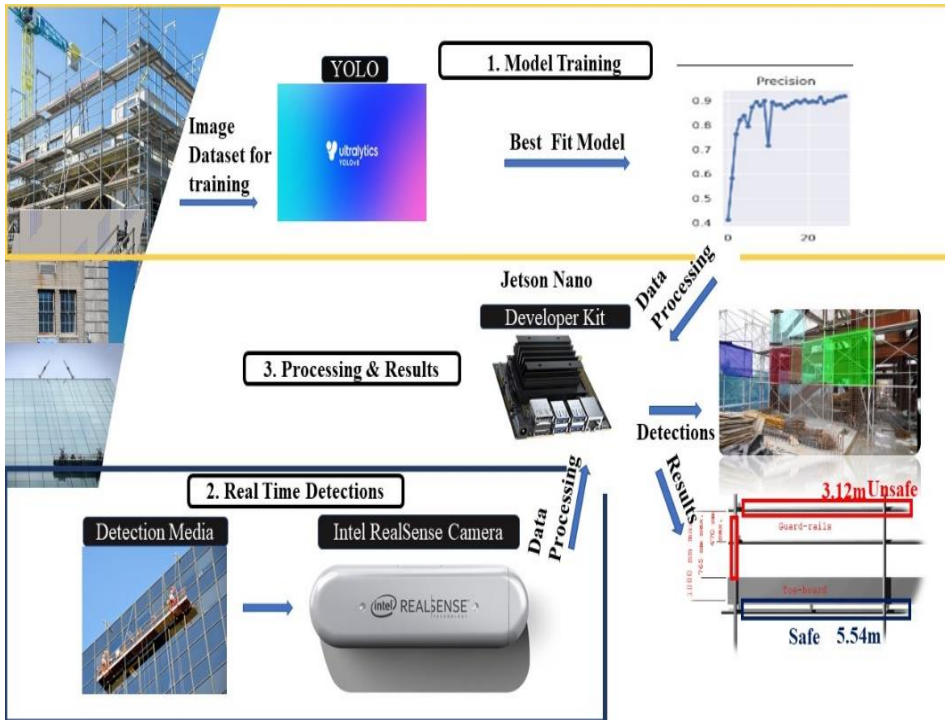 YOLO
1. Model Training
Precision
Image
Dataset for
training
ultralytics
YOLOv8
Best Fit Model
0.9
0.8
0.7
0.6
0.5
0.4
0
20
Data
Processing
Jetson Nano
Developer Kit
3. Processing & Results
Detections
Results
2. Real Time Detections
Detection Media
Intel RealSense Camera
Data
Processing
intel
REALSENSE
TECHNOLOGY
3.12m Unsafe
Guard-rails
Toe-board
Safe 5.54m